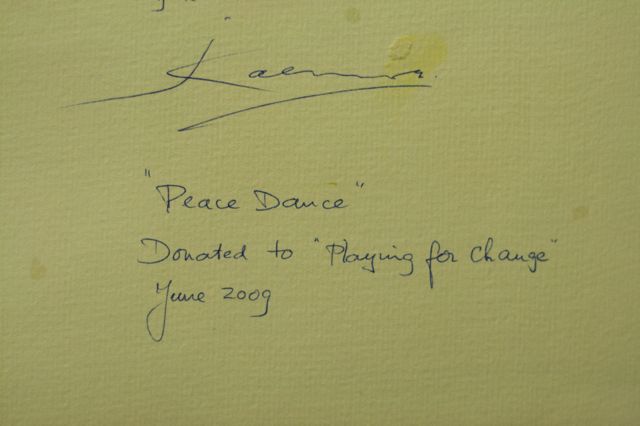 "Peace Dance"
Donated to "Playing for Change"
June 2009